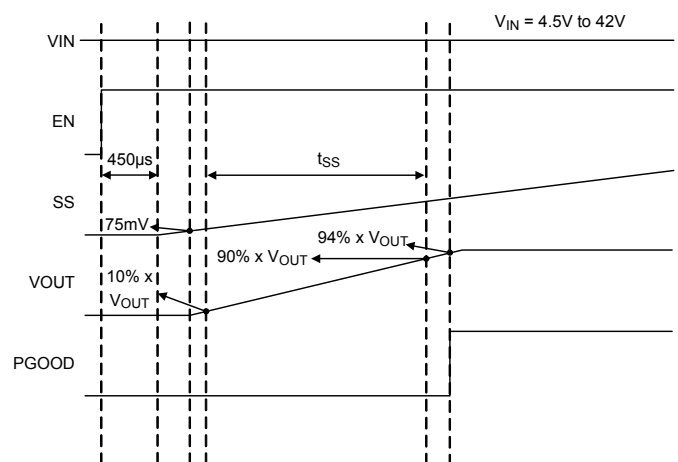 V_IN = 4.5V to 42V
VIN
EN
450µs
t_SS
SS
75mV
94% x V_OUT
90% x V_OUT
10% x
V_OUT
VOUT
PGOOD